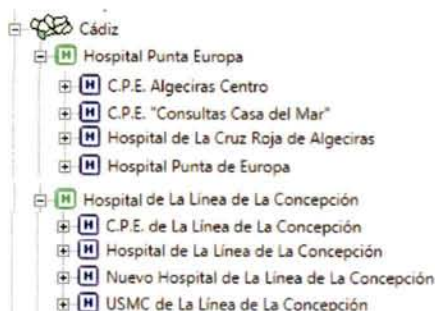 Cádiz
H Hospital Punta Europa
H C.P.E. Algeciras Centro
H C.P.E. "Consultas Casa del Mar"
H Hospital de La Cruz Roja de Algeciras
H Hospital Punta de Europa
H Hospital de La Línea de La Concepción
H C.P.E. de La Línea de La Concepción
H Hospital de La Línea de La Concepción
H Nuevo Hospital de La Línea de La Concepción
H USMC de La Línea de La Concepción